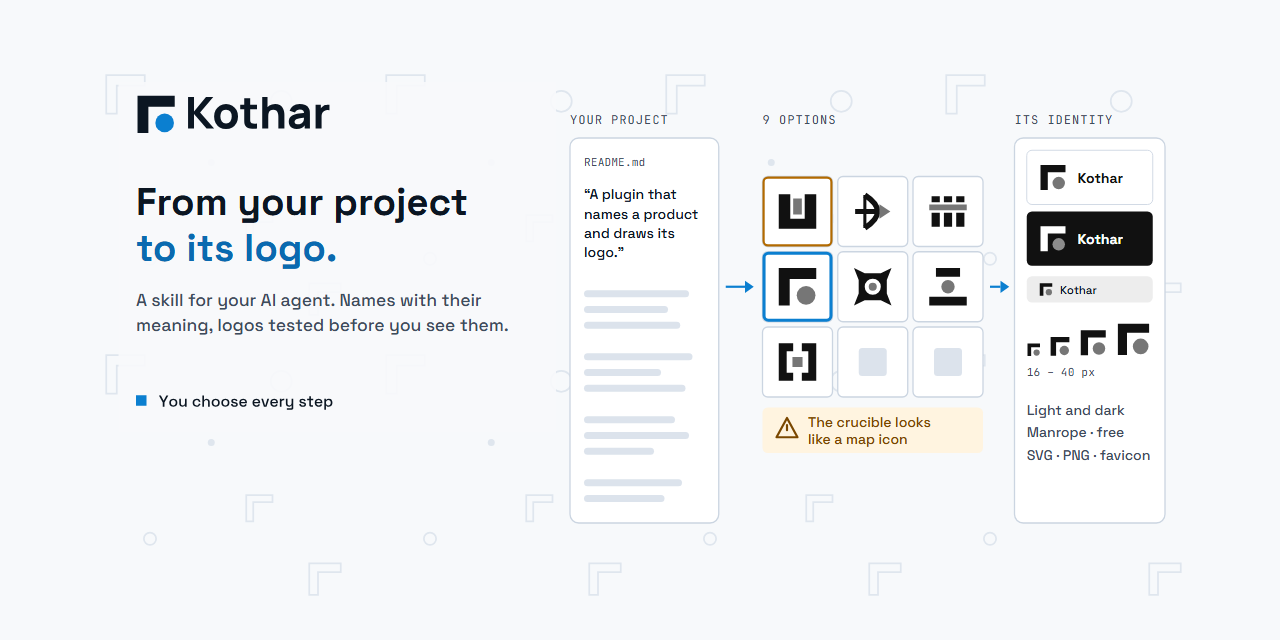 Kothar
From your project
to its logo.
A skill for your AI agent. Names with their
meaning, logos tested before you see them.
You choose every step
YOUR PROJECT
README.md
“A plugin that
names a product
and draws its
logo.”
9 OPTIONS
The crucible looks
like a map icon
ITS IDENTITY
Kothar
Kothar
Kothar
16 – 40 px
Light and dark
Manrope · free
SVG · PNG · favicon